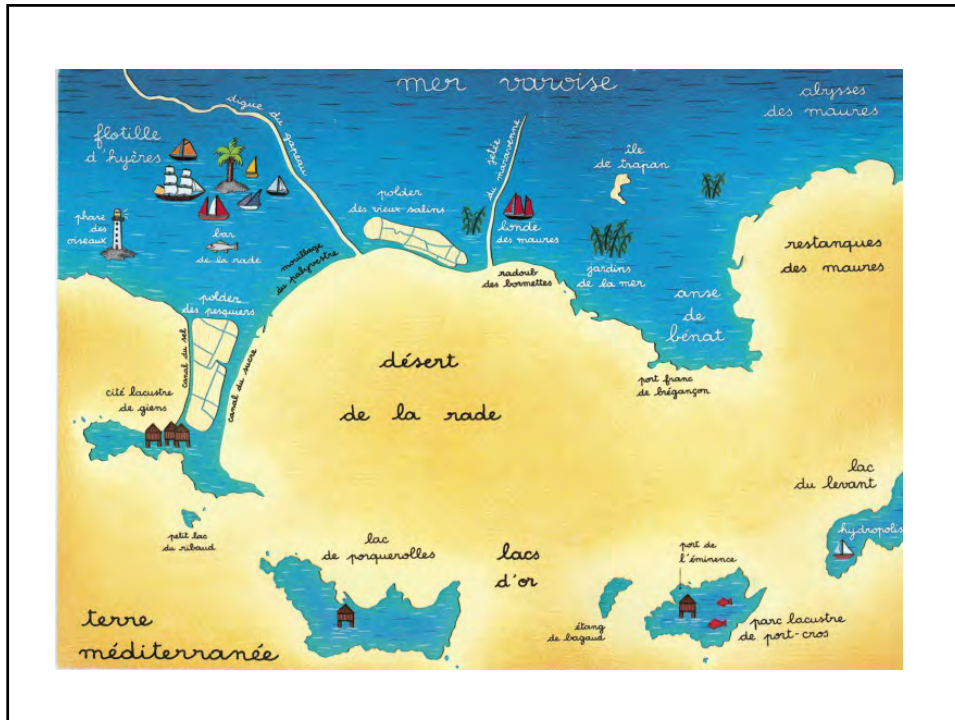 mer varoise
abysses
des maures
digue du gapeau
flotille
d'hyères
jetée
du maravenne
île
de trapan
polder
des vieux-salins
phare
des
oiseaux
bar
de la rade
londe
des maures
restanques
des maures
mouillage
du palyvestre
radoub
des bormettes
jardins
de la mer
anse
de
bénat
polder
des pesquiers
canal du sel
canal du sucre
désert
de la rade
port franc
de brégançon
cité lacustre
de giens
lac
du levant
hydropolis
petit lac
du ribaud
lac
de porquerolles
lacs
d'or
port de
l'éminence
étang
de bagaud
parc lacustre
de port-cros
terre
méditerranée